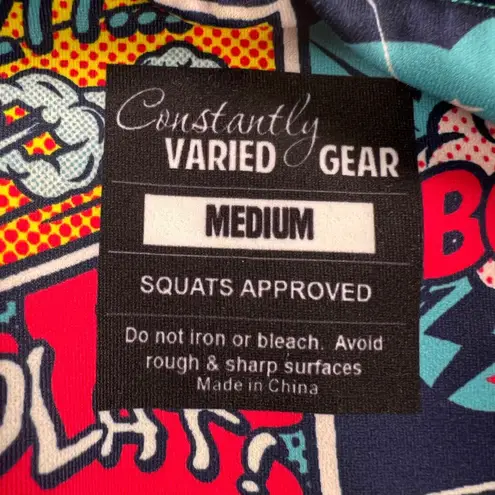 Constantly
VARIED GEAR
MEDIUM
SQUATS APPROVED
Do not iron or bleach. Avoid
rough & sharp surfaces
Made in China